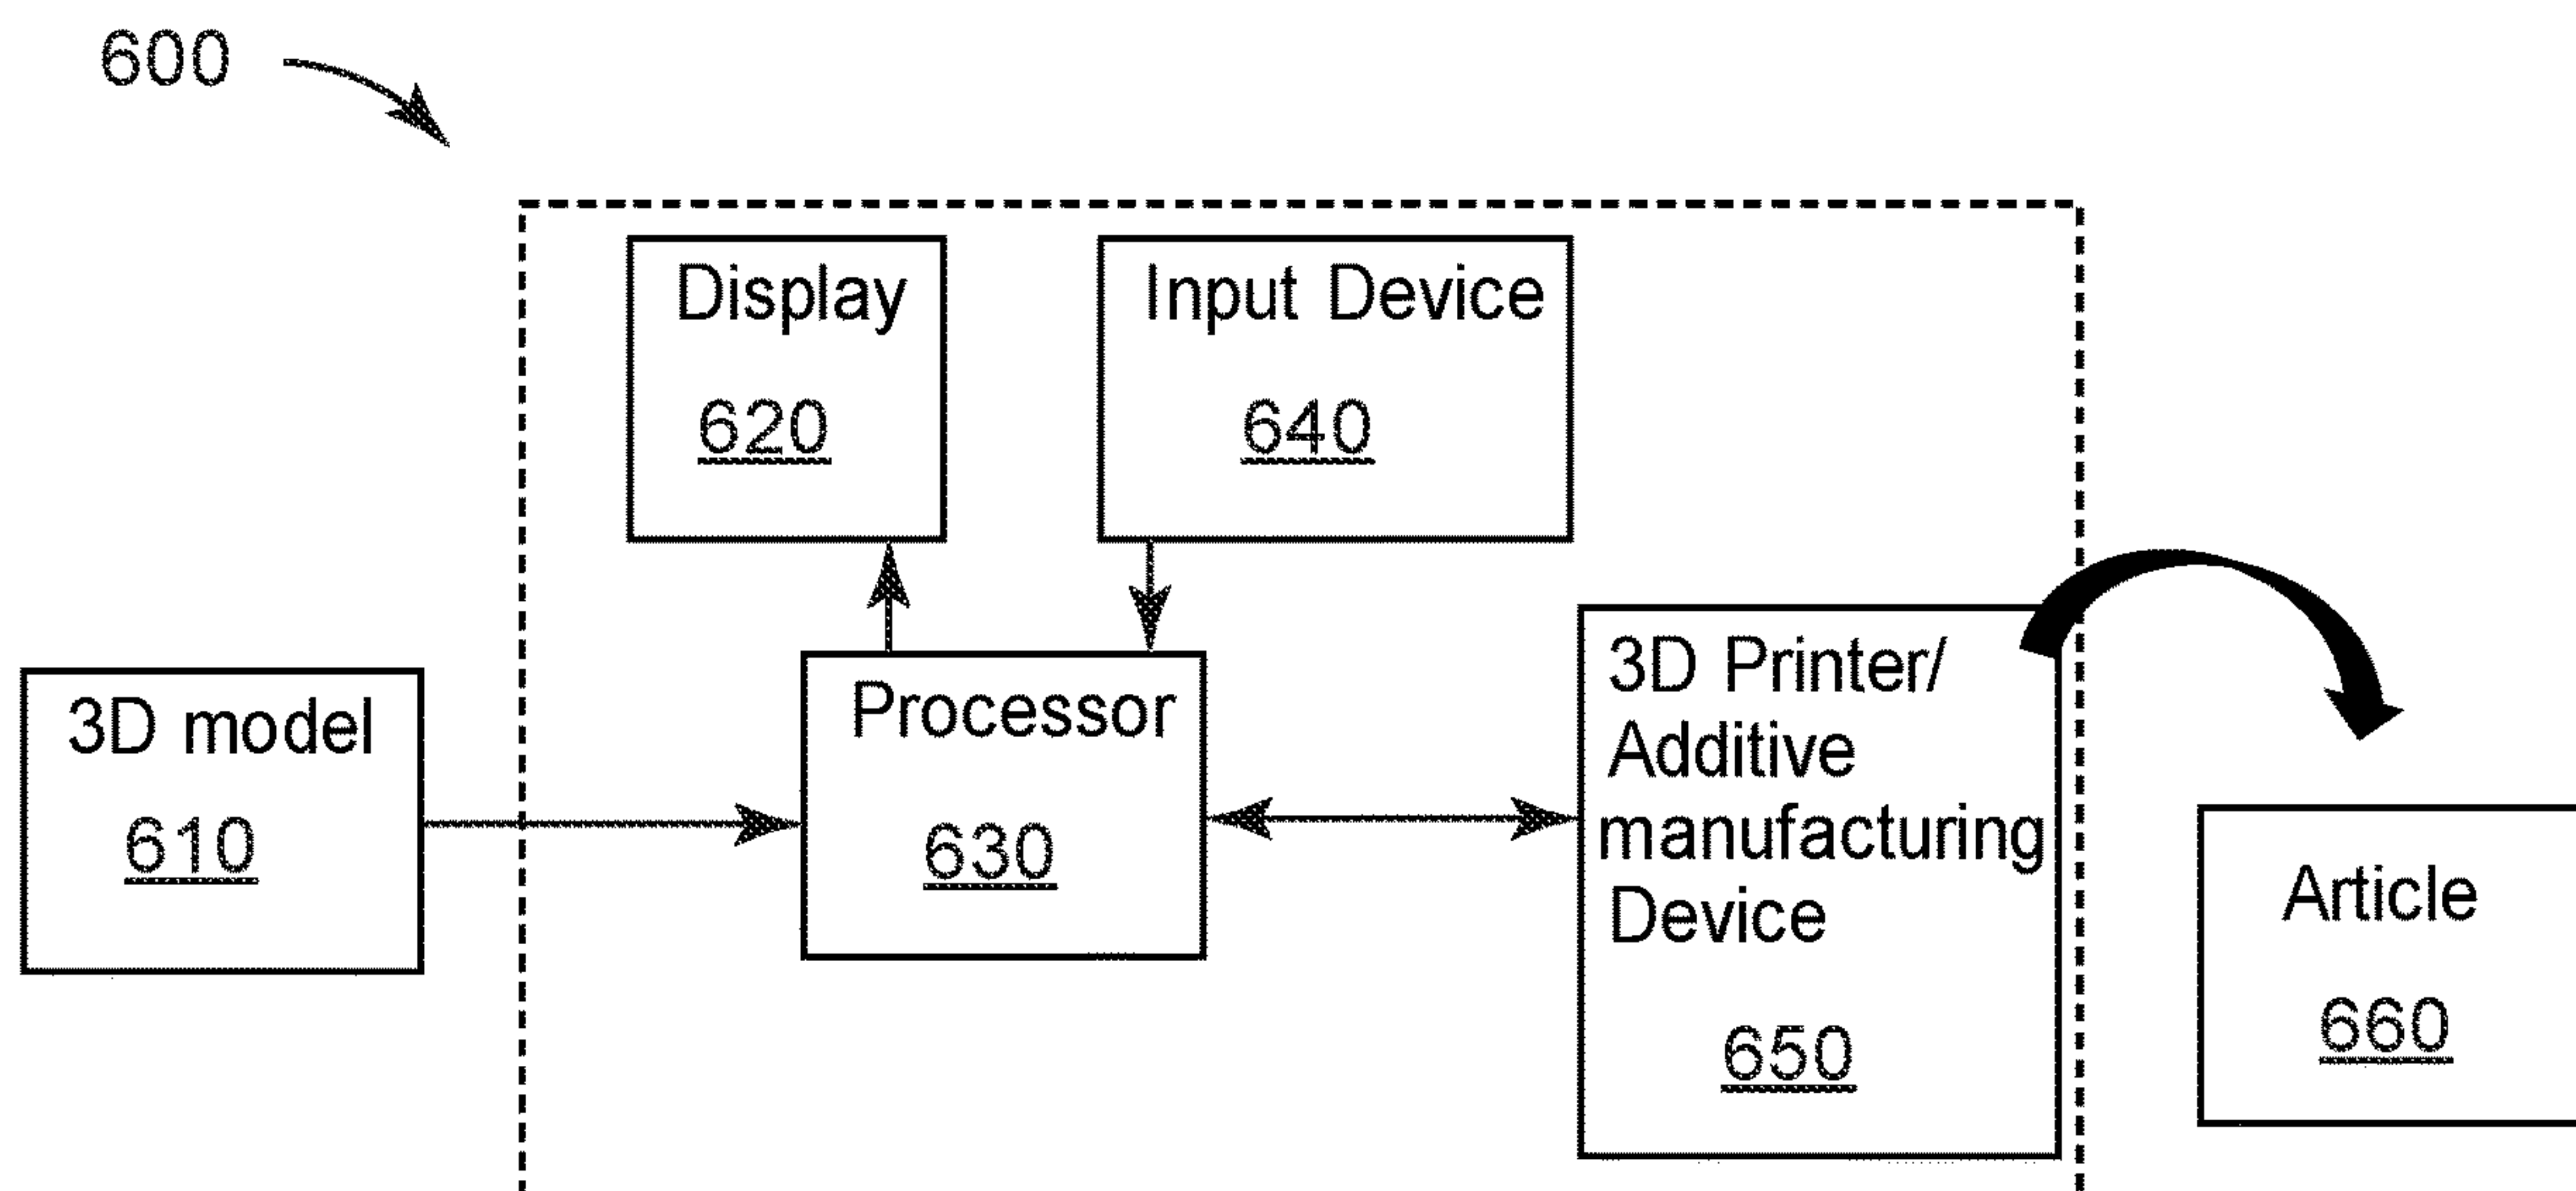 600
Display
620
Input Device
640
3D model
610
Processor
630
3D Printer/
Additive
manufacturing
Device
650
Article
660